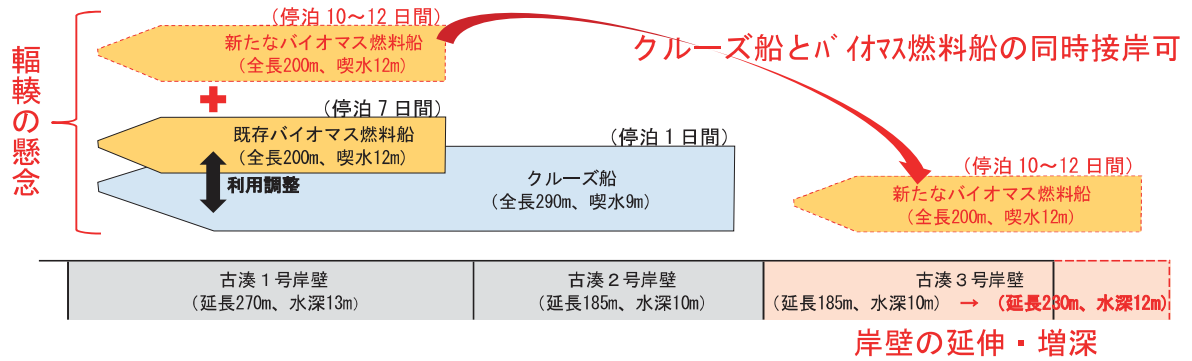 (停泊 10～12 日間)
新たなバイオマス燃料船
(全長200m、喫水12m)
クルーズ船とﾊﾞｲｵﾏｽ燃料船の同時接岸可
輻輳の懸念
(停泊 7 日間)
既存バイオマス燃料船
(全長200m、喫水12m)
(停泊 1 日間)
利用調整
クルーズ船
(全長290m、喫水9m)
(停泊 10～12 日間)
新たなバイオマス燃料船
(全長200m、喫水12m)
古湊１号岸壁
(延長270m、水深13m)
古湊２号岸壁
(延長185m、水深10m)
古湊３号岸壁
(延長185m、水深10m) → (延長230m、水深12m)
岸壁の延伸・増深